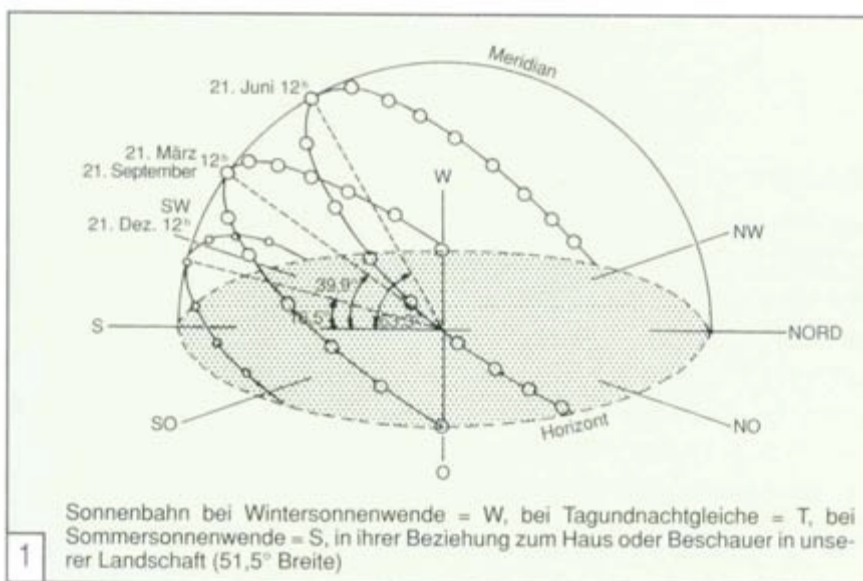 Meridian
21. Juni 12ʰ
21. März 12ʰ
21. September
W
SW
21. Dez. 12ʰ
NW
39,9°
63,3°
S
NORD
SO
Horizont
NO
O
1
Sonnenbahn bei Wintersonnenwende = W, bei Tagundnachtgleiche = T, bei
Sommersonnenwende = S, in ihrer Beziehung zum Haus oder Beschauer in unse-
rer Landschaft (51,5° Breite)